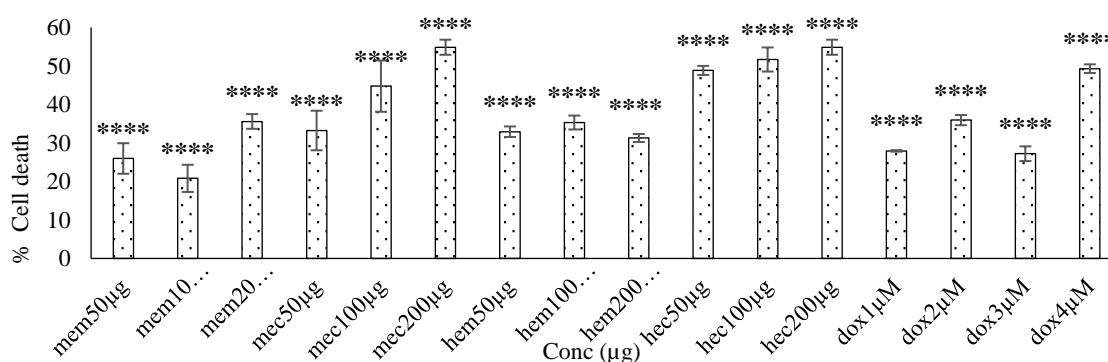 % Cell death
60
50
40
30
20
10
0
**** **** **** **** **** **** **** **** **** **** **** **** **** **** **** ****
mem50µg mem10... mem20... mec50µg mec100µg mec200µg hem50µg hem100... hem200... hec50µg hec100µg hec200µg dox1µM dox2µM dox3µM dox4µM
Conc (µg)